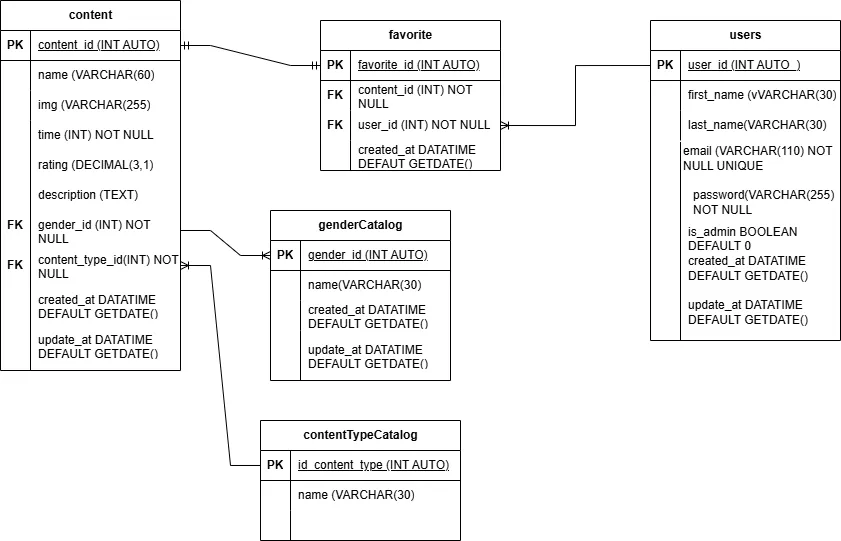 content
PK content_id (INT AUTO)
name (VARCHAR(60)
img (VARCHAR(255)
time (INT) NOT NULL
rating (DECIMAL(3,1)
description (TEXT)
FK gender_id (INT) NOT
NULL
FK content_type_id(INT) NOT
NULL
created_at DATATIME
DEFAULT GETDATE()
update_at DATATIME
DEFAULT GETDATE()
favorite
PK favorite_id (INT AUTO)
FK content_id (INT) NOT
NULL
FK user_id (INT) NOT NULL
created_at DATATIME
DEFAUT GETDATE()
users
PK user_id (INT AUTO )
first_name (vVARCHAR(30)
last_name(VARCHAR(30)
email (VARCHAR(110) NOT
NULL UNIQUE
password(VARCHAR(255)
NOT NULL
is_admin BOOLEAN
DEFAULT 0
created_at DATATIME
DEFAULT GETDATE()
update_at DATATIME
DEFAULT GETDATE()
genderCatalog
PK gender_id (INT AUTO)
name(VARCHAR(30)
created_at DATATIME
DEFAULT GETDATE()
update_at DATATIME
DEFAULT GETDATE()
contentTypeCatalog
PK id_content_type (INT AUTO)
name (VARCHAR(30)